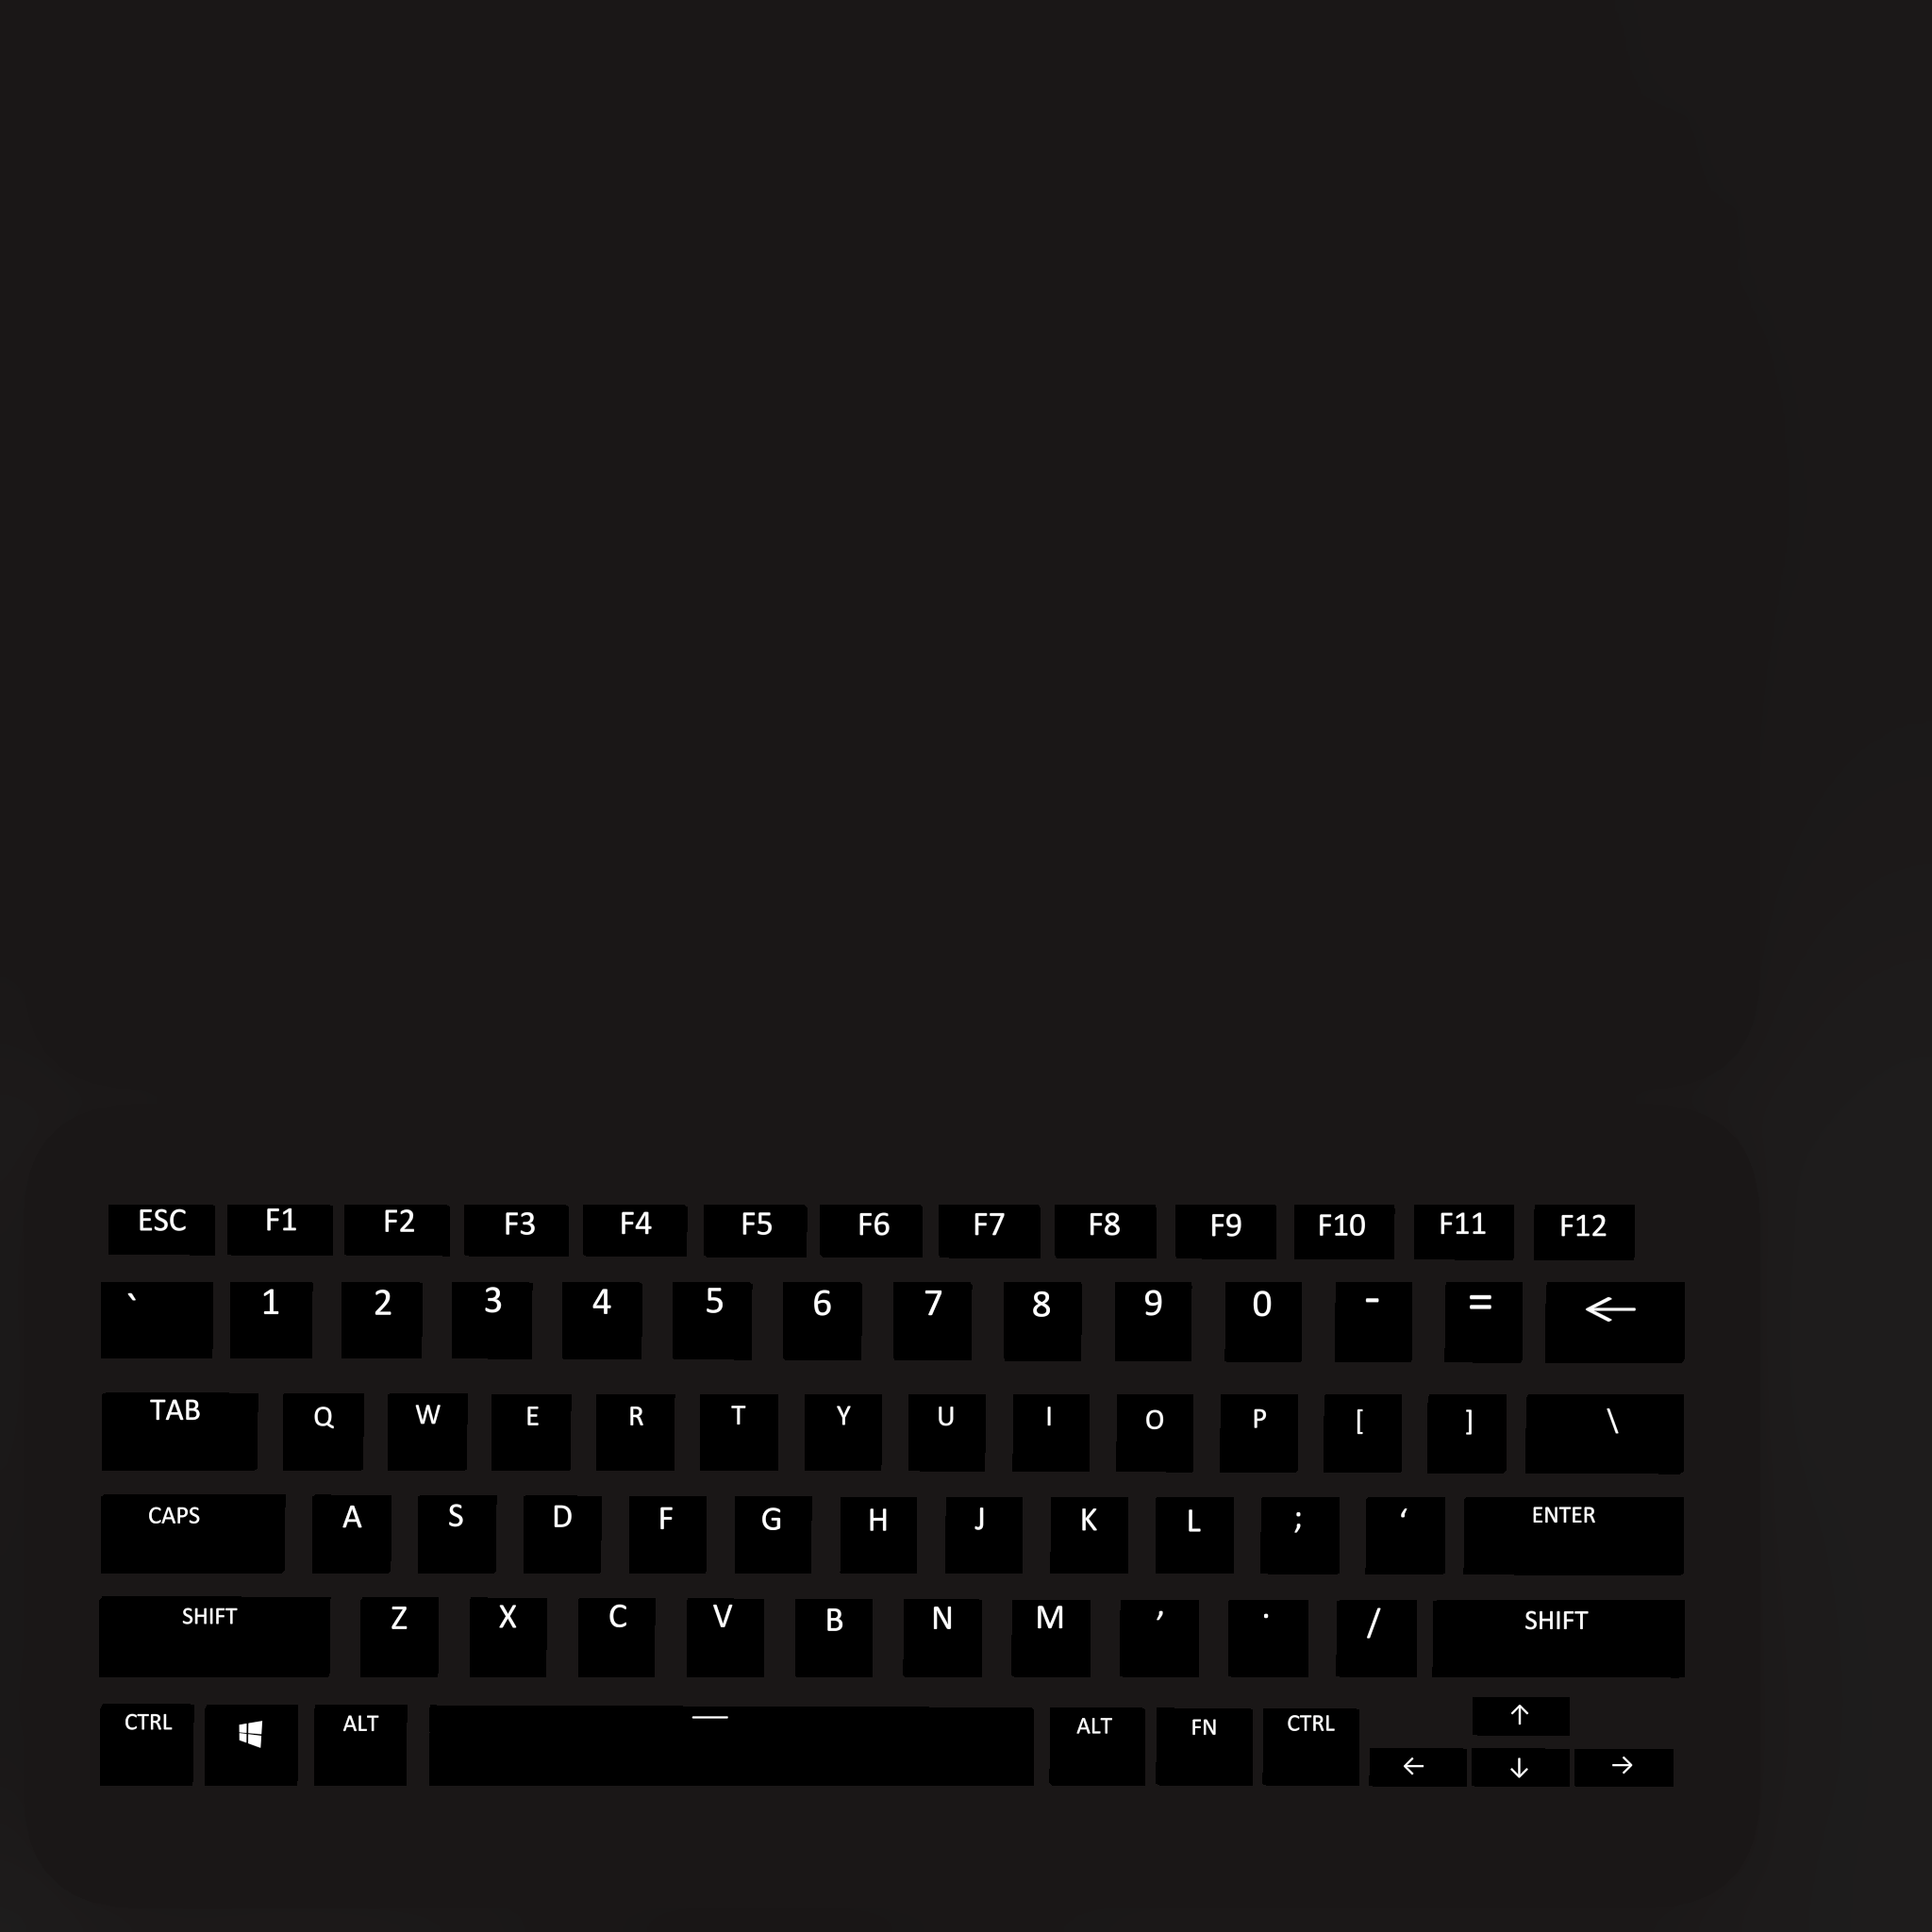 ESC F1 F2 F3 F4 F5 F6 F7 F8 F9 F10 F11 F12
` 1 2 3 4 5 6 7 8 9 0 - = ←
TAB Q W E R T Y U I O P [ ] \
CAPS A S D F G H J K L ; ‘ ENTER
SHIFT Z X C V B N M , . / SHIFT
CTRL ALT — ALT FN CTRL ↑
← ↓ →